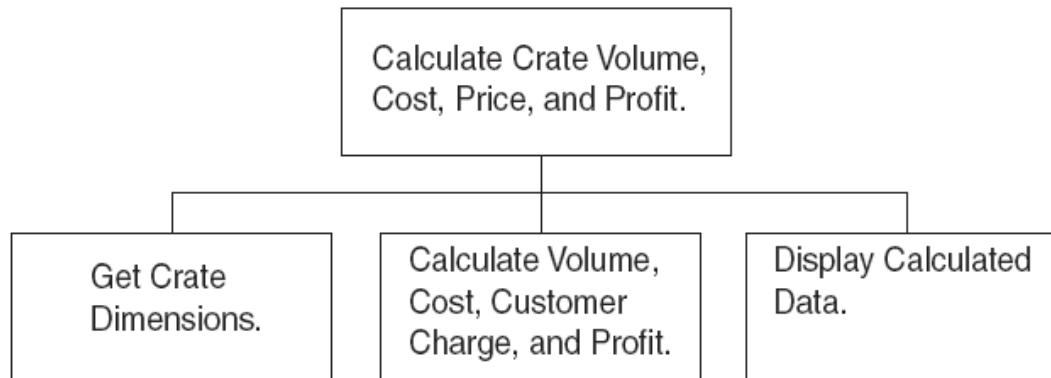 Calculate Crate Volume,
Cost, Price, and Profit.
Get Crate
Dimensions.
Calculate Volume,
Cost, Customer
Charge, and Profit.
Display Calculated
Data.